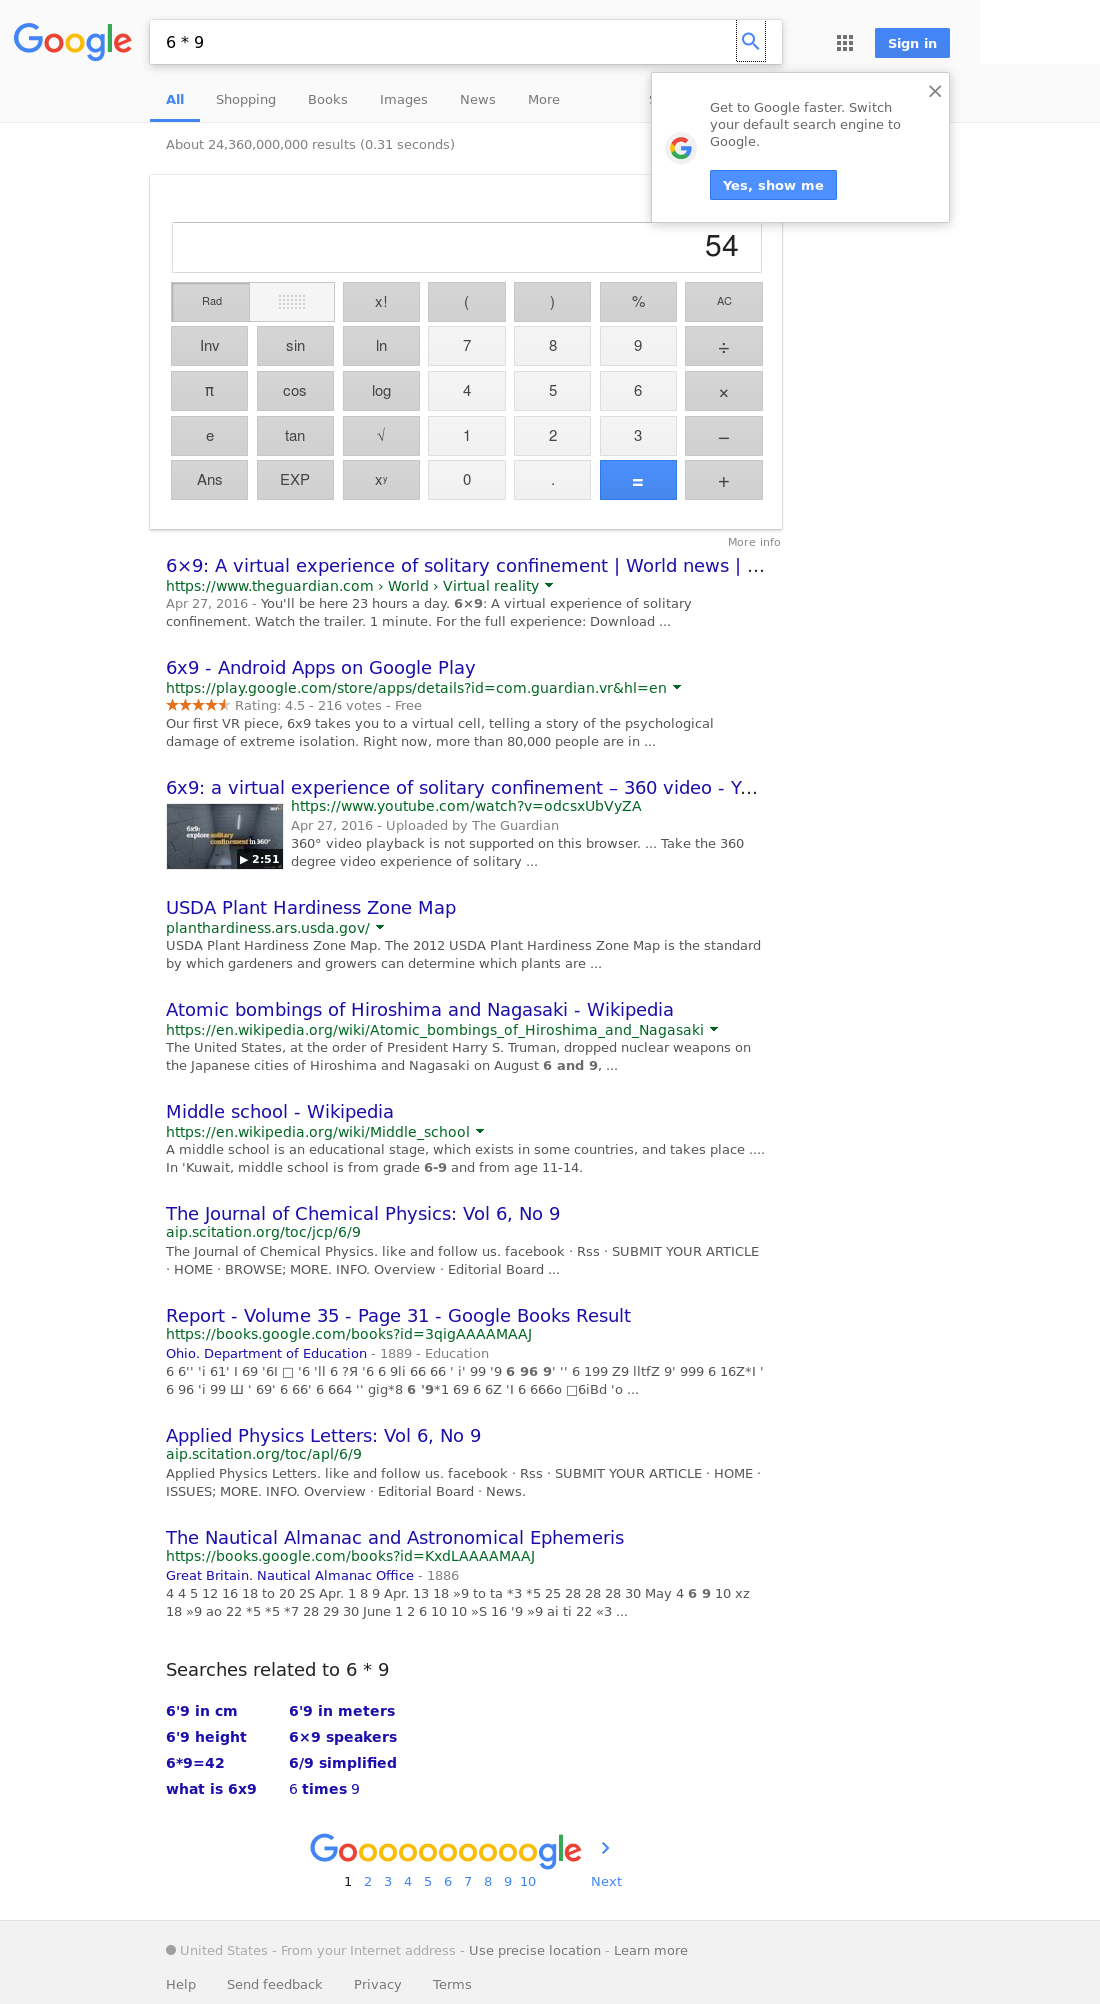 Google
6 * 9
Sign in
All Shopping Books Images News More
Get to Google faster. Switch
your default search engine to
Google.
Yes, show me
About 24,360,000,000 results (0.31 seconds)
54
Rad x! ( ) % AC
Inv sin ln 7 8 9 ÷
π cos log 4 5 6 ×
e tan √ 1 2 3 −
Ans EXP xʸ 0 . = +
More info
6×9: A virtual experience of solitary confinement | World news | ...
https://www.theguardian.com › World › Virtual reality
Apr 27, 2016 - You'll be here 23 hours a day. 6×9: A virtual experience of solitary
confinement. Watch the trailer. 1 minute. For the full experience: Download ...
6x9 - Android Apps on Google Play
https://play.google.com/store/apps/details?id=com.guardian.vr&hl=en
Rating: 4.5 - 216 votes - Free
Our first VR piece, 6x9 takes you to a virtual cell, telling a story of the psychological
damage of extreme isolation. Right now, more than 80,000 people are in ...
6x9: a virtual experience of solitary confinement – 360 video - Y...
https://www.youtube.com/watch?v=odcsxUbVyZA
Apr 27, 2016 - Uploaded by The Guardian
360° video playback is not supported on this browser. ... Take the 360
degree video experience of solitary ...
6x9:
explore solitary
confinement in 360°
▶ 2:51
USDA Plant Hardiness Zone Map
planthardiness.ars.usda.gov/
USDA Plant Hardiness Zone Map. The 2012 USDA Plant Hardiness Zone Map is the standard
by which gardeners and growers can determine which plants are ...
Atomic bombings of Hiroshima and Nagasaki - Wikipedia
https://en.wikipedia.org/wiki/Atomic_bombings_of_Hiroshima_and_Nagasaki
The United States, at the order of President Harry S. Truman, dropped nuclear weapons on
the Japanese cities of Hiroshima and Nagasaki on August 6 and 9, ...
Middle school - Wikipedia
https://en.wikipedia.org/wiki/Middle_school
A middle school is an educational stage, which exists in some countries, and takes place ....
In 'Kuwait, middle school is from grade 6-9 and from age 11-14.
The Journal of Chemical Physics: Vol 6, No 9
aip.scitation.org/toc/jcp/6/9
The Journal of Chemical Physics. like and follow us. facebook · Rss · SUBMIT YOUR ARTICLE
· HOME · BROWSE; MORE. INFO. Overview · Editorial Board ...
Report - Volume 35 - Page 31 - Google Books Result
https://books.google.com/books?id=3qigAAAAMAAJ
Ohio. Department of Education - 1889 - Education
6 6'' 'i 61' I 69 '6I □ '6 'll 6 ?Я '6 6 9li 66 66 ' i' 99 '9 6 96 9' '' 6 199 Z9 lltfZ 9' 999 6 16Z*I '
6 96 'i 99 Ш ' 69' 6 66' 6 664 '' gig*8 6 '9*1 69 6 6Z 'I 6 666o □6iBd 'o ...
Applied Physics Letters: Vol 6, No 9
aip.scitation.org/toc/apl/6/9
Applied Physics Letters. like and follow us. facebook · Rss · SUBMIT YOUR ARTICLE · HOME ·
ISSUES; MORE. INFO. Overview · Editorial Board · News.
The Nautical Almanac and Astronomical Ephemeris
https://books.google.com/books?id=KxdLAAAAMAAJ
Great Britain. Nautical Almanac Office - 1886
4 4 5 12 16 18 to 20 2S Apr. 1 8 9 Apr. 13 18 »9 to ta *3 *5 25 28 28 28 30 May 4 6 9 10 xz
18 »9 ao 22 *5 *5 *7 28 29 30 June 1 2 6 10 10 »S 16 '9 »9 ai ti 22 «3 ...
Searches related to 6 * 9
6'9 in cm 6'9 in meters
6'9 height 6×9 speakers
6*9=42 6/9 simplified
what is 6x9 6 times 9
Goooooooooogle
1 2 3 4 5 6 7 8 9 10 Next
United States - From your Internet address - Use precise location - Learn more
Help Send feedback Privacy Terms